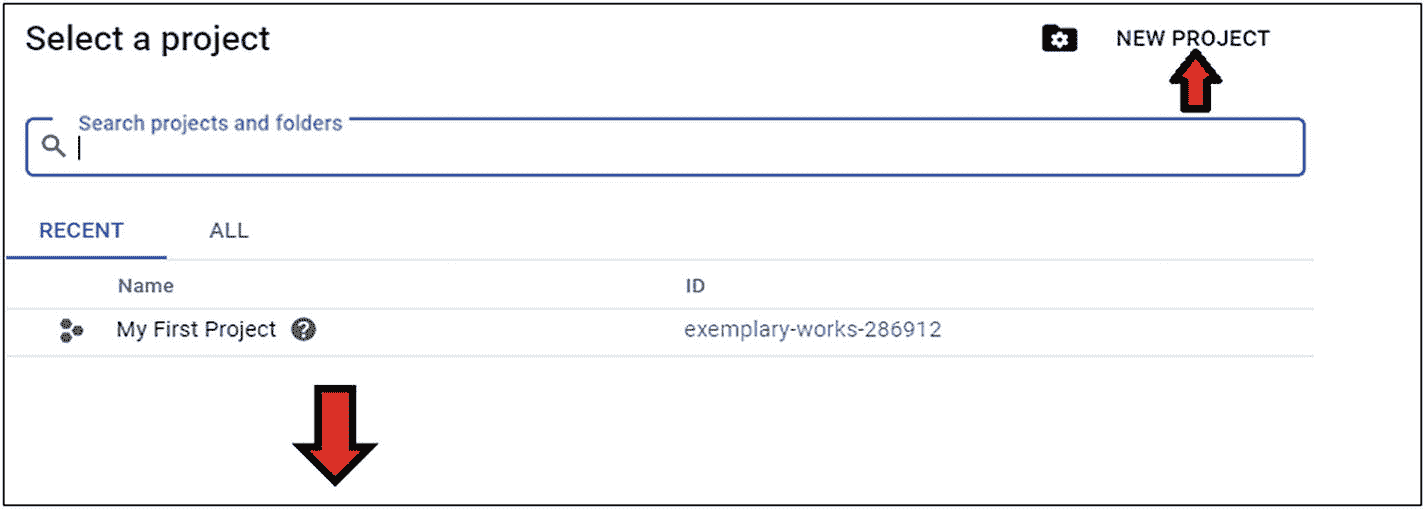 Select a project
NEW PROJECT
Search projects and folders
RECENT ALL
Name ID
My First Project exemplary-works-286912